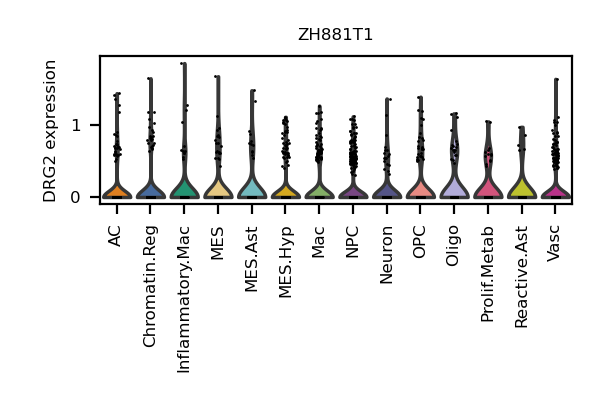 ZH881T1
DRG2 expression
1
0
AC
Chromatin.Reg
Inflammatory.Mac
MES
MES.Ast
MES.Hyp
Mac
NPC
Neuron
OPC
Oligo
Prolif.Metab
Reactive.Ast
Vasc